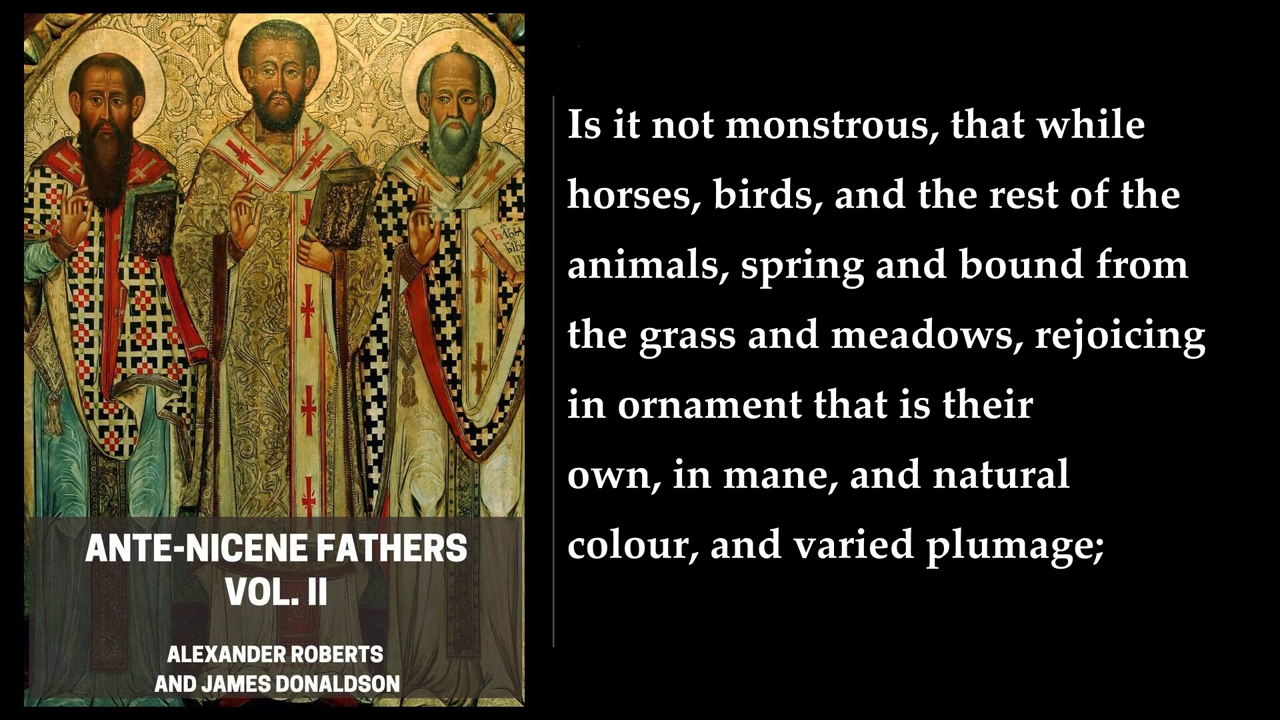 ANTE-NICENE FATHERS
VOL. II
ALEXANDER ROBERTS
AND JAMES DONALDSON
Is it not monstrous, that while
horses, birds, and the rest of the
animals, spring and bound from
the grass and meadows, rejoicing
in ornament that is their
own, in mane, and natural
colour, and varied plumage;